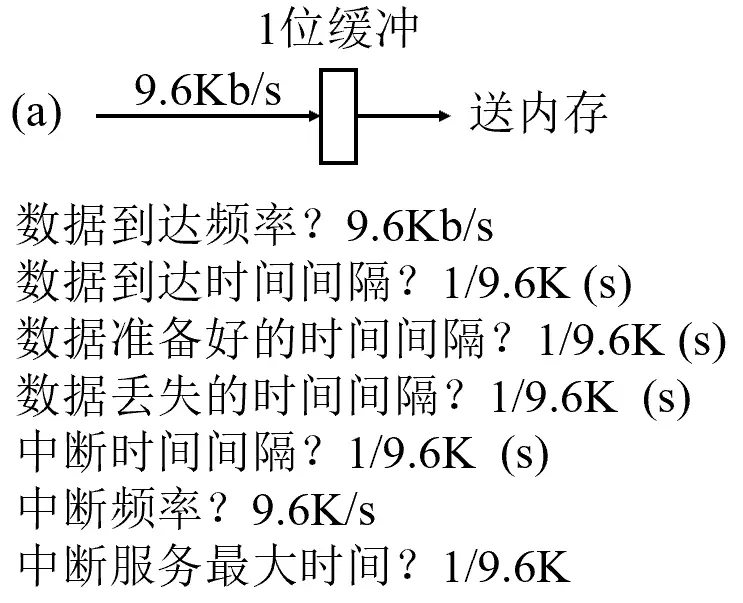 1位缓冲
(a) 9.6Kb/s 送内存
数据到达频率？9.6Kb/s
数据到达时间间隔？1/9.6K (s)
数据准备好的时间间隔？1/9.6K (s)
数据丢失的时间间隔？1/9.6K (s)
中断时间间隔？1/9.6K (s)
中断频率？9.6K/s
中断服务最大时间？1/9.6K